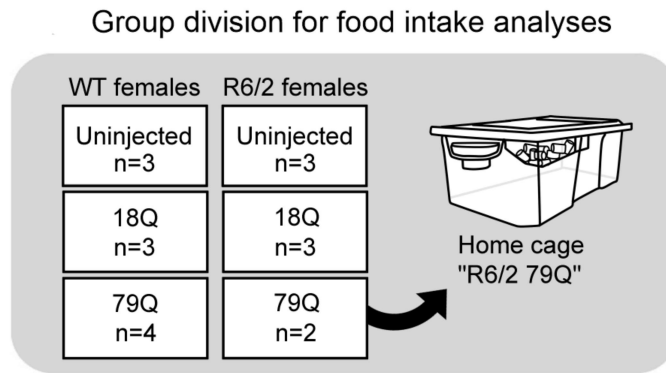 Group division for food intake analyses
WT females
R6/2 females
Uninjected
n=3
Uninjected
n=3
18Q
n=3
18Q
n=3
79Q
n=4
79Q
n=2
Home cage
"R6/2 79Q"